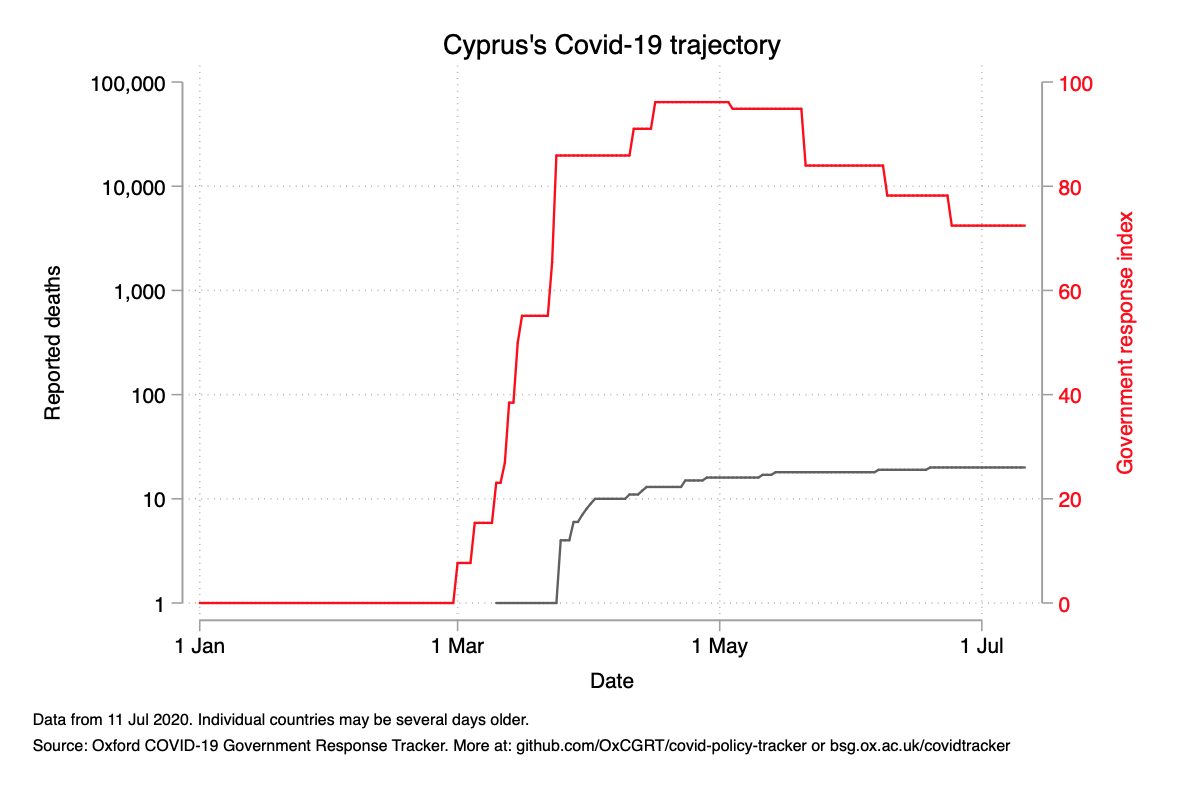 Cyprus's Covid-19 trajectory
100,000
10,000
1,000
100
10
1
Reported deaths
100
80
60
40
20
0
Government response index
1 Jan
1 Mar
1 May
1 Jul
Date
Data from 11 Jul 2020. Individual countries may be several days older.
Source: Oxford COVID-19 Government Response Tracker. More at: github.com/OxCGRT/covid-policy-tracker or bsg.ox.ac.uk/covidtracker